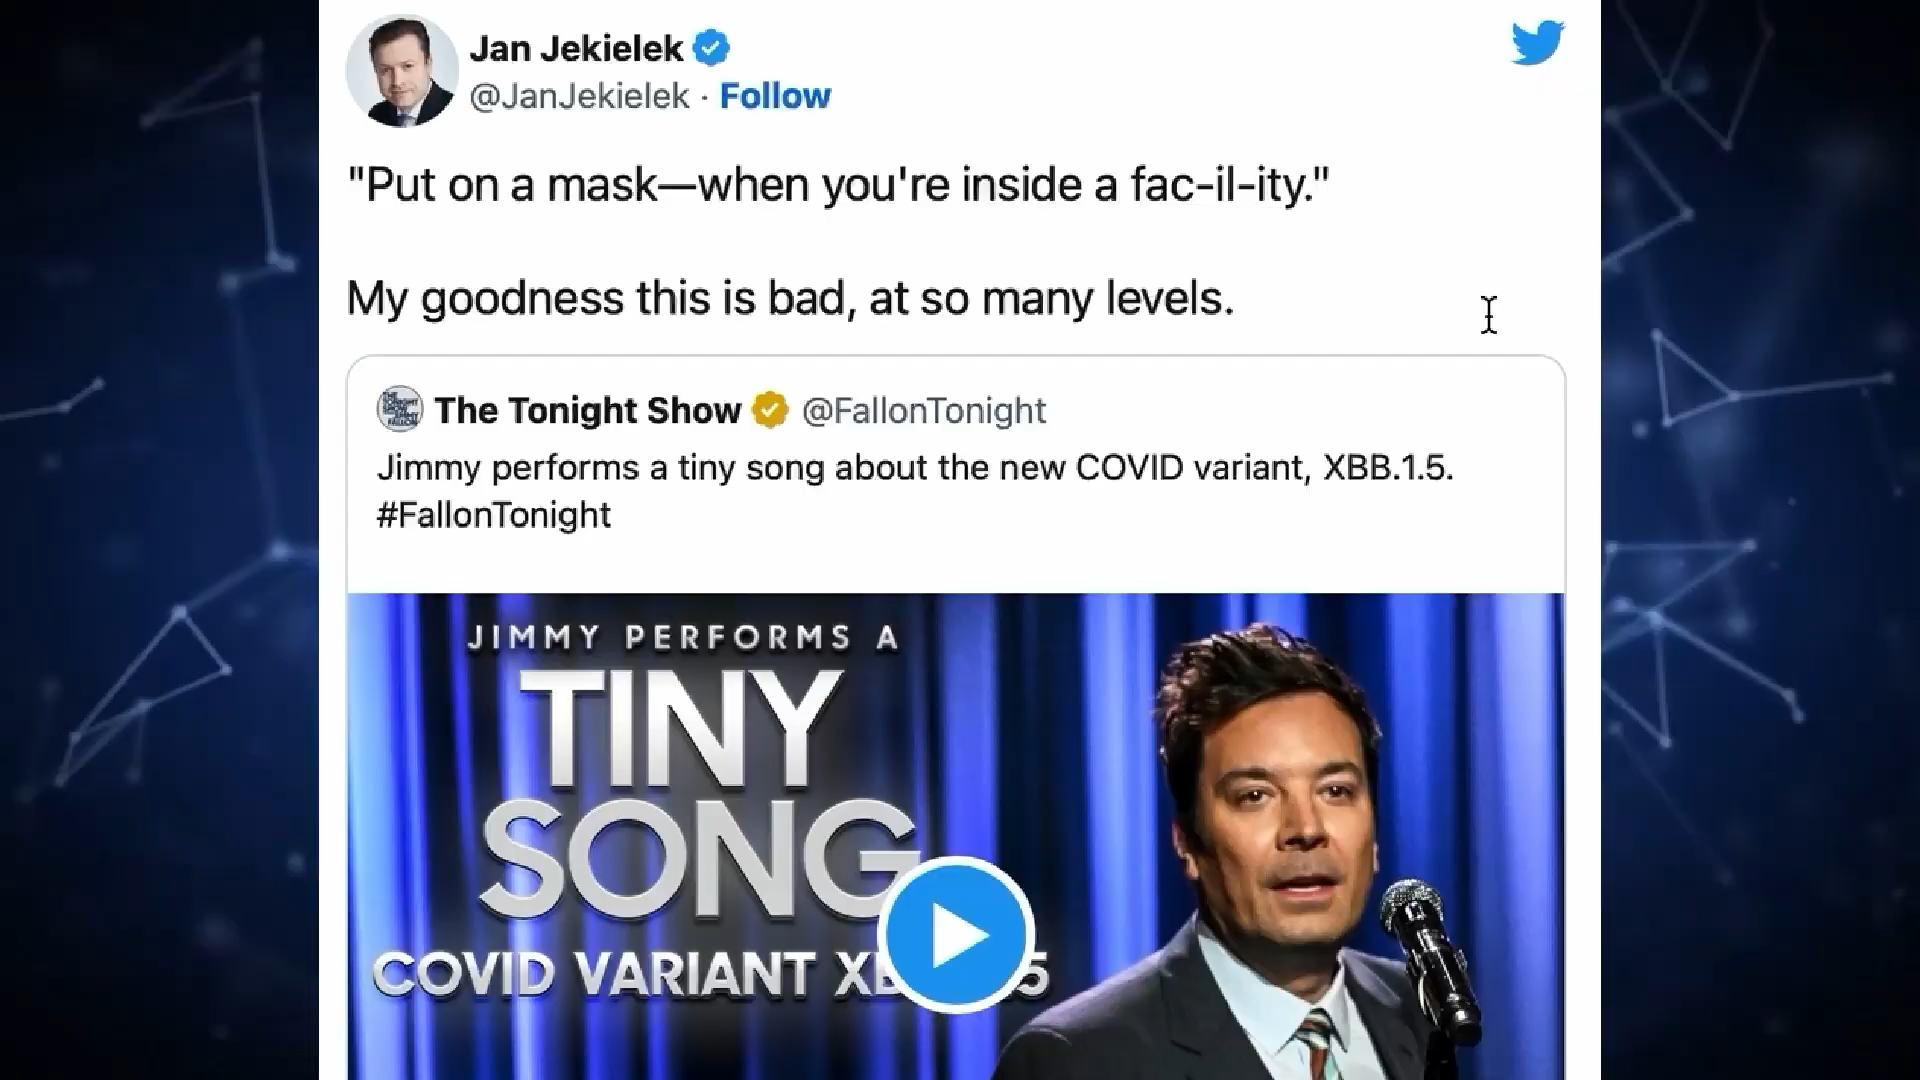 Jan Jekielek
@JanJekielek · Follow
"Put on a mask—when you're inside a fac-il-ity."
My goodness this is bad, at so many levels.
The Tonight Show @FallonTonight
Jimmy performs a tiny song about the new COVID variant, XBB.1.5.
#FallonTonight
JIMMY PERFORMS A
TINY
SONG
COVID VARIANT